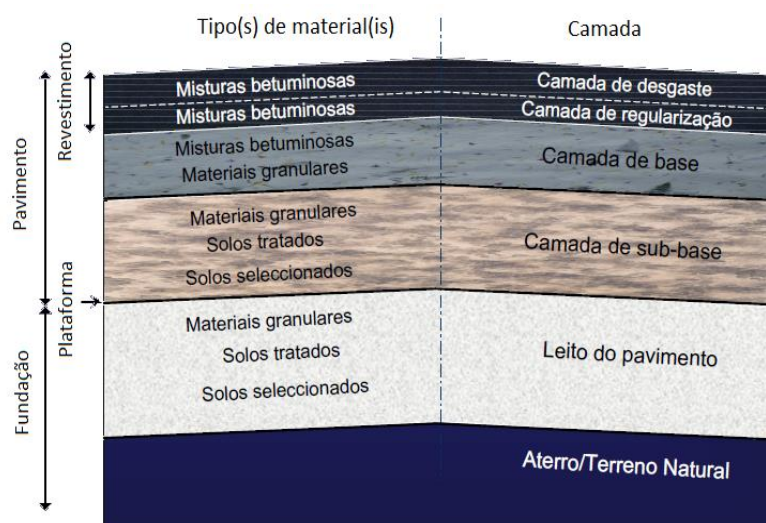 Tipo(s) de material(is)
Camada
Revestimento
Pavimento
Plataforma
Fundação
Misturas betuminosas
Camada de desgaste
Misturas betuminosas
Camada de regularização
Misturas betuminosas
Materiais granulares
Camada de base
Materiais granulares
Solos tratados
Solos seleccionados
Camada de sub-base
Materiais granulares
Solos tratados
Solos seleccionados
Leito do pavimento
Aterro/Terreno Natural